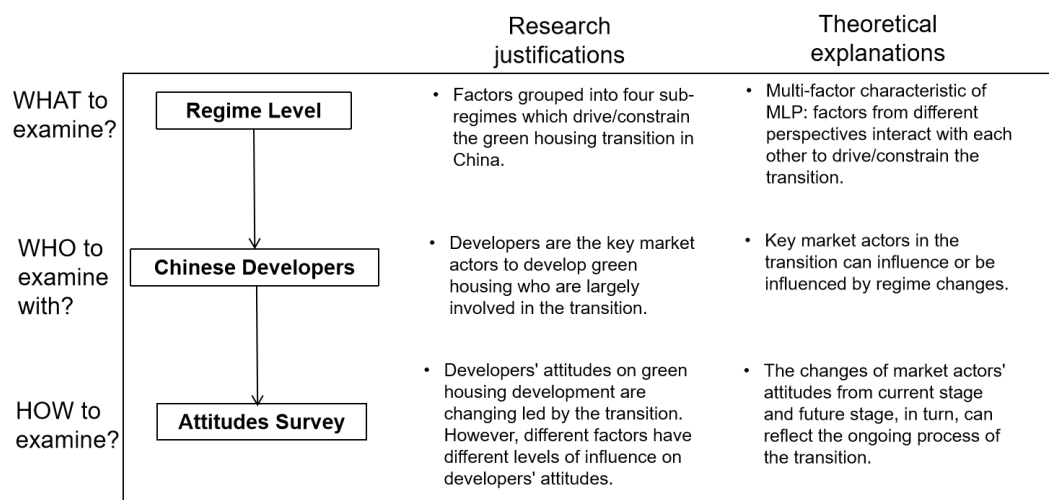 Research
justifications
Theoretical
explanations
WHAT to
examine?
Regime Level
• Factors grouped into four sub-
regimes which drive/constrain
the green housing transition in
China.
• Multi-factor characteristic of
MLP: factors from different
perspectives interact with each
other to drive/constrain the
transition.
WHO to
examine
with?
Chinese Developers
• Developers are the key market
actors to develop green
housing who are largely
involved in the transition.
• Key market actors in the
transition can influence or be
influenced by regime changes.
HOW to
examine?
Attitudes Survey
• Developers' attitudes on green
housing development are
changing led by the transition.
However, different factors have
different levels of influence on
developers' attitudes.
• The changes of market actors'
attitudes from current stage
and future stage, in turn, can
reflect the ongoing process of
the transition.